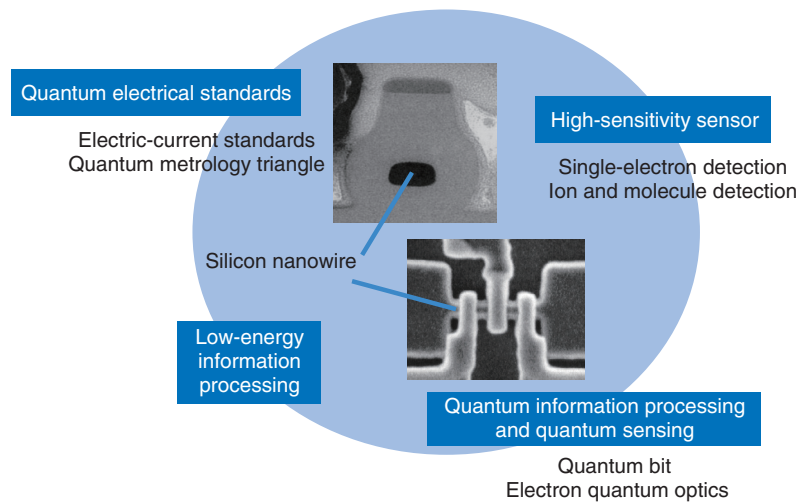 Quantum electrical standards
Electric-current standards
Quantum metrology triangle
High-sensitivity sensor
Single-electron detection
Ion and molecule detection
Silicon nanowire
Low-energy
information
processing
Quantum information processing
and quantum sensing
Quantum bit
Electron quantum optics